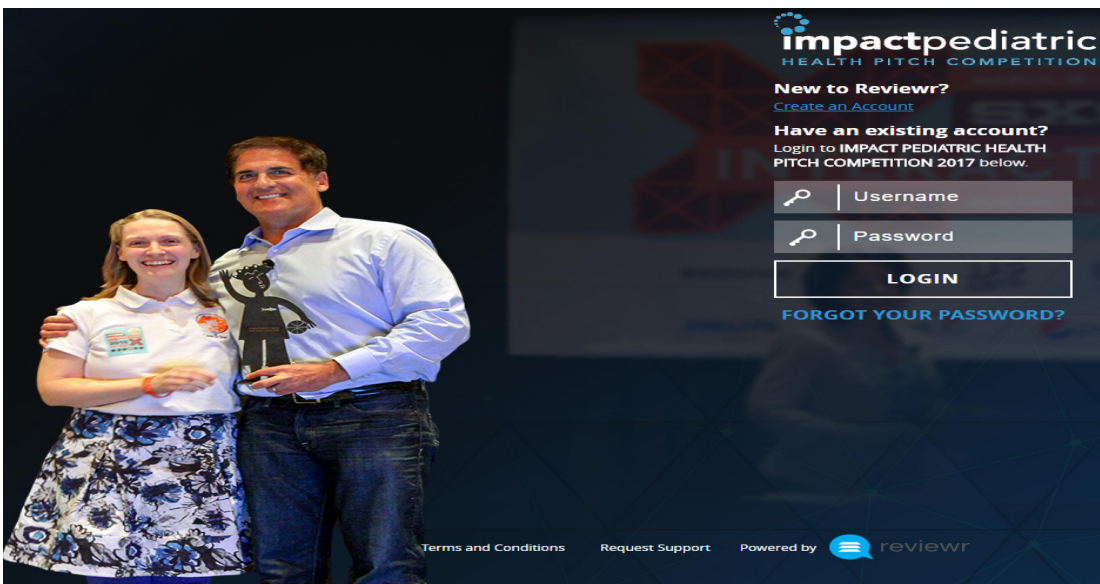 impactpediatric
HEALTH PITCH COMPETITION
New to Reviewr?
Create an Account
Have an existing account?
Login to IMPACT PEDIATRIC HEALTH
PITCH COMPETITION 2017 below.
Username
Password
LOGIN
FORGOT YOUR PASSWORD?
Terms and Conditions Request Support Powered by reviewr